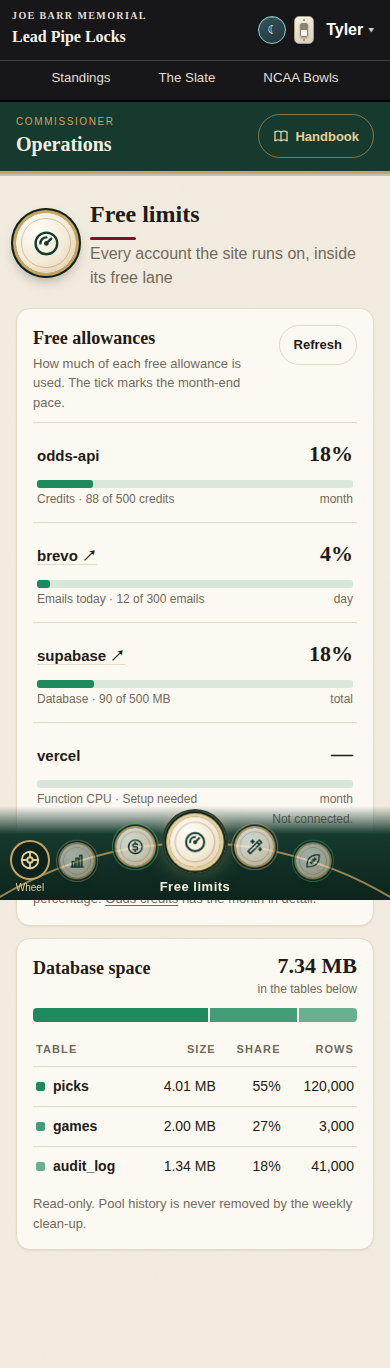 JOE BARR MEMORIAL
Lead Pipe Locks
Tyler
Standings The Slate NCAA Bowls
COMMISSIONER
Operations
Handbook
Free limits
Every account the site runs on, inside
its free lane
Free allowances
Refresh
How much of each free allowance is
used. The tick marks the month-end
pace.
odds-api 18%
Credits · 88 of 500 credits month
brevo ↗ 4%
Emails today · 12 of 300 emails day
supabase ↗ 18%
Database · 90 of 500 MB total
vercel —
Function CPU · Setup needed month
Not connected.
Wheel
Free limits
percentage. Odds credits has the month in detail.
Database space 7.34 MB
in the tables below
TABLE SIZE SHARE ROWS
picks 4.01 MB 55% 120,000
games 2.00 MB 27% 3,000
audit_log 1.34 MB 18% 41,000
Read-only. Pool history is never removed by the weekly
clean-up.